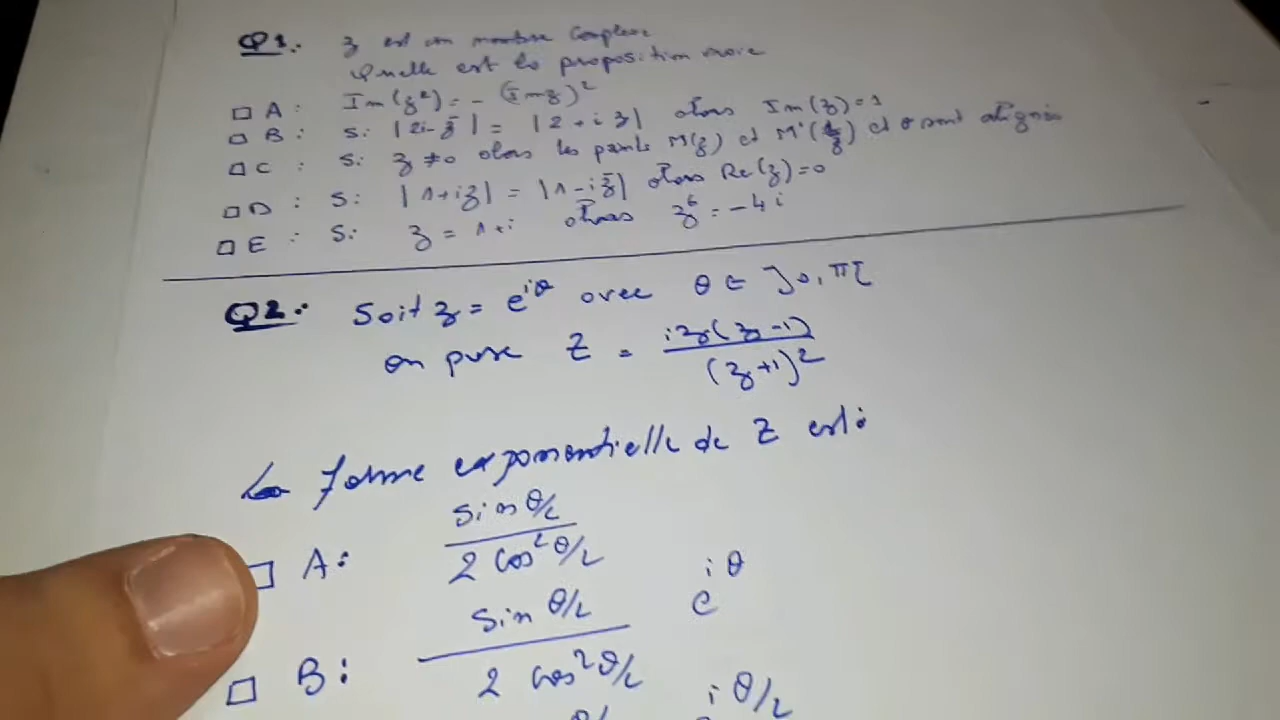 Q1: z est un nombre complexe
Quelle est la proposition vraie
□ A : Im(z²) = - (Im z)²
□ B : Si |2i - z̄| = |2 + i z| alors Im(z) = 1
□ C : Si z ≠ 0 alors les points M(z) et M'(1/z̄) et O sont alignés
□ D : Si |1+iz| = |1-iz̄| alors Re(z) = 0
□ E : Si z = 1+i alors z⁶ = -4i
Q2: Soit z = e^{iθ} avec θ ∈ ]0, π[
on pose Z = iz(z-1)/(z+1)²
La forme exponentielle de Z est:
□ A: sin θ/2 / 2 cos² θ/2 e^{iθ}
□ B: sin θ/2 / 2 cos² θ/2 e^{iθ/2}